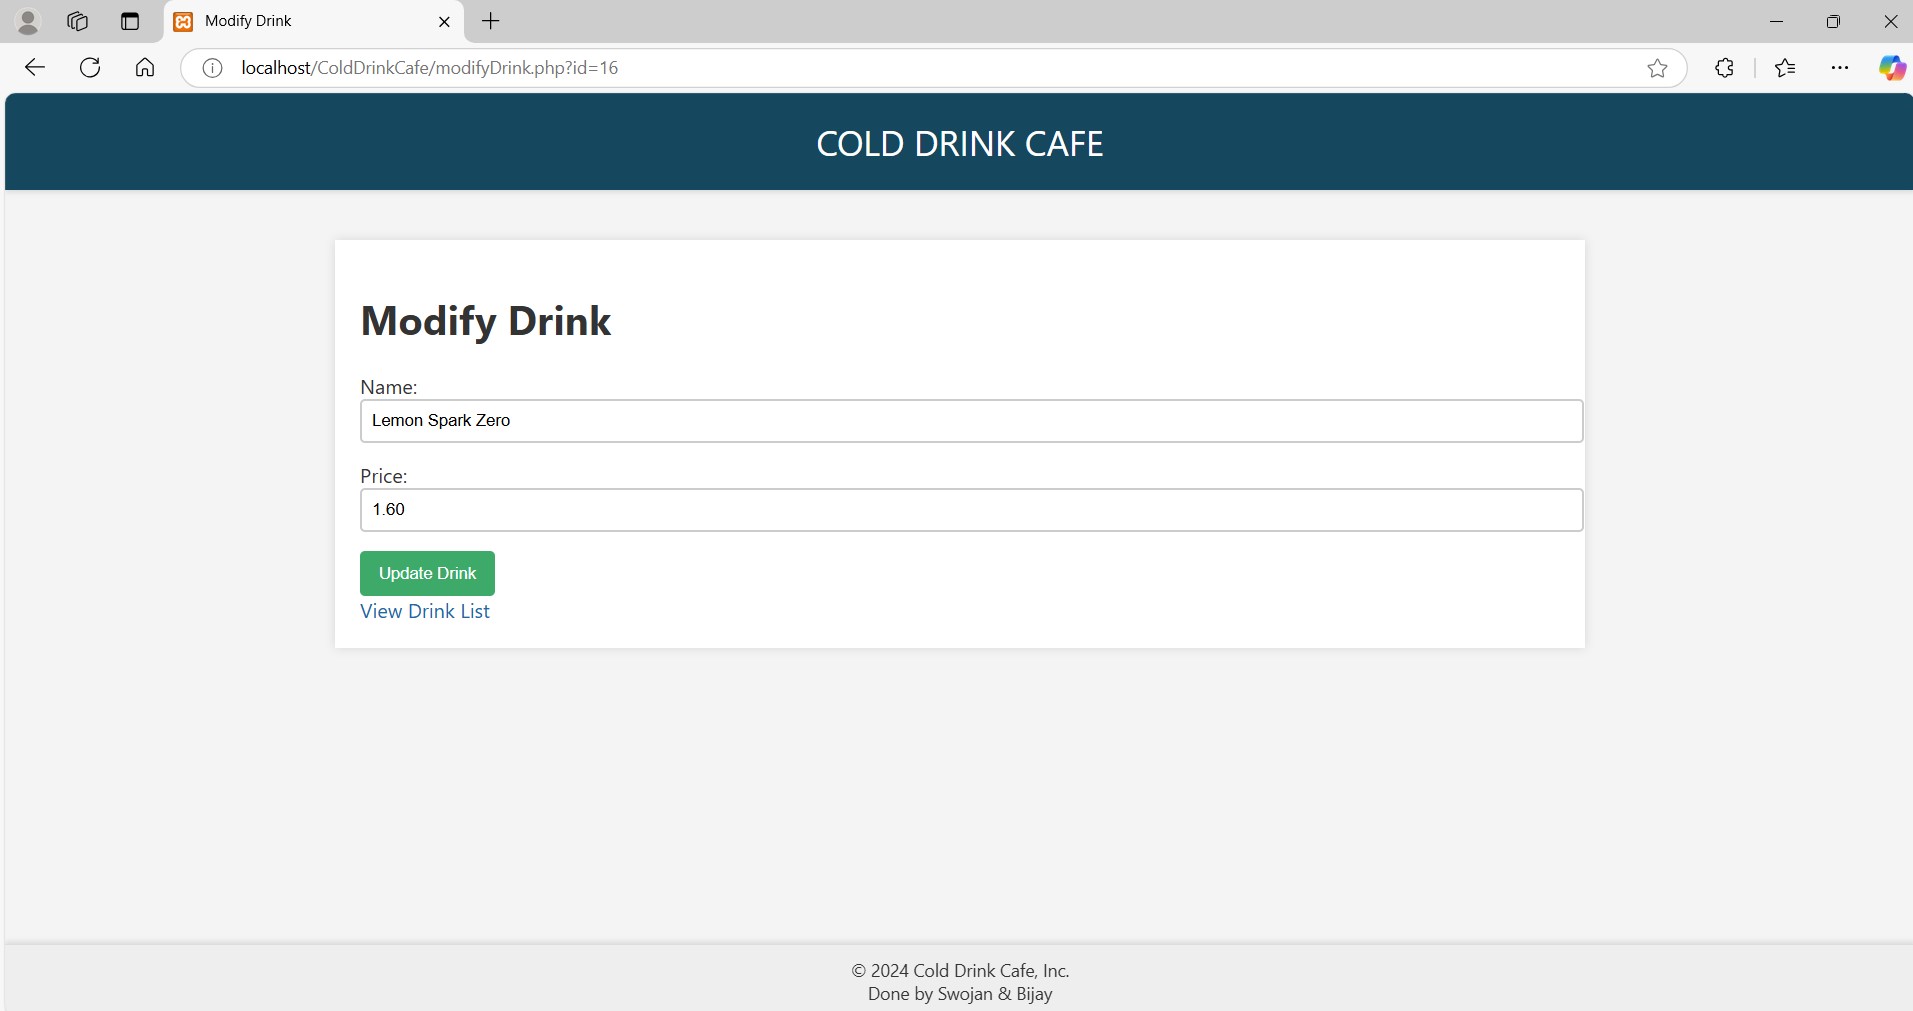 Modify Drink
localhost/ColdDrinkCafe/modifyDrink.php?id=16
COLD DRINK CAFE
Modify Drink
Name:
Lemon Spark Zero
Price:
1.60
Update Drink
View Drink List
© 2024 Cold Drink Cafe, Inc.
Done by Swojan & Bijay